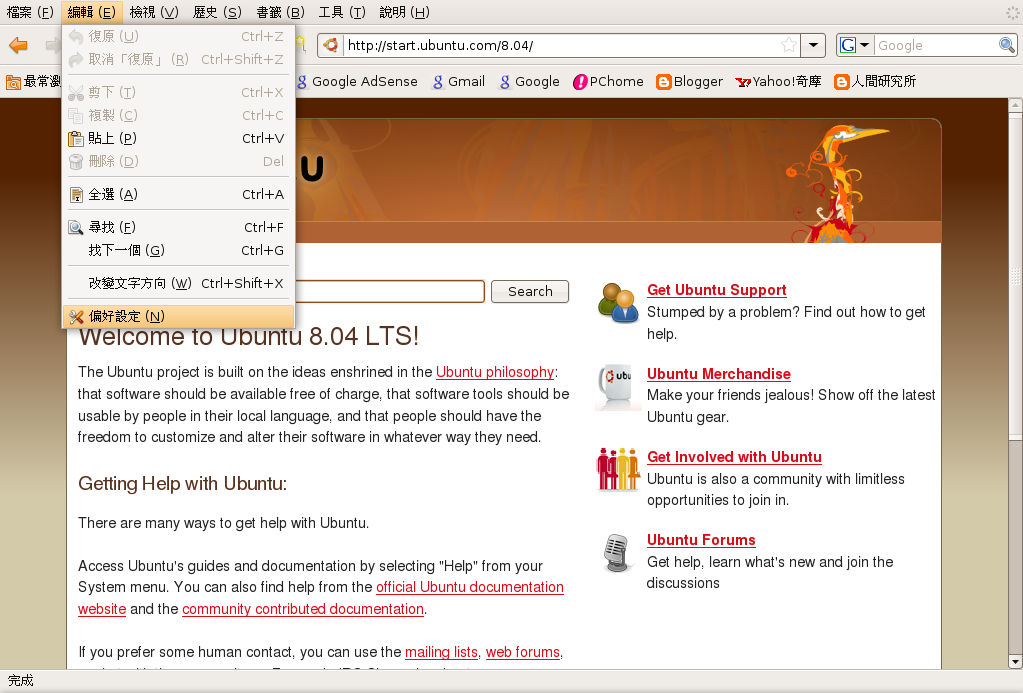 檔案 (F) 編輯 (E) 檢視 (V) 歷史 (S) 書籤 (B) 工具 (T) 說明 (H)
http://start.ubuntu.com/8.04/
G Google
最常瀏
Google AdSense Gmail Google PChome Blogger Yahoo!奇摩 人間研究所
復原 (U) Ctrl+Z
取消「復原」 (R) Ctrl+Shift+Z
剪下 (T) Ctrl+X
複製 (C) Ctrl+C
貼上 (P) Ctrl+V
刪除 (D) Del
全選 (A) Ctrl+A
尋找 (F) Ctrl+F
找下一個 (G) Ctrl+G
改變文字方向 (W) Ctrl+Shift+X
偏好設定 (N)
u
Search
Welcome to Ubuntu 8.04 LTS!
The Ubuntu project is built on the ideas enshrined in the Ubuntu philosophy:
that software should be available free of charge, that software tools should be
usable by people in their local language, and that people should have the
freedom to customize and alter their software in whatever way they need.
Getting Help with Ubuntu:
There are many ways to get help with Ubuntu.
Access Ubuntu's guides and documentation by selecting "Help" from your
System menu. You can also find help from the official Ubuntu documentation
website and the community contributed documentation.
If you prefer some human contact, you can use the mailing lists, web forums,
Get Ubuntu Support
Stumped by a problem? Find out how to get
help.
ubu
Ubuntu Merchandise
Make your friends jealous! Show off the latest
Ubuntu gear.
Get Involved with Ubuntu
Ubuntu is also a community with limitless
opportunities to join in.
Ubuntu Forums
Get help, learn what's new and join the
discussions
完成